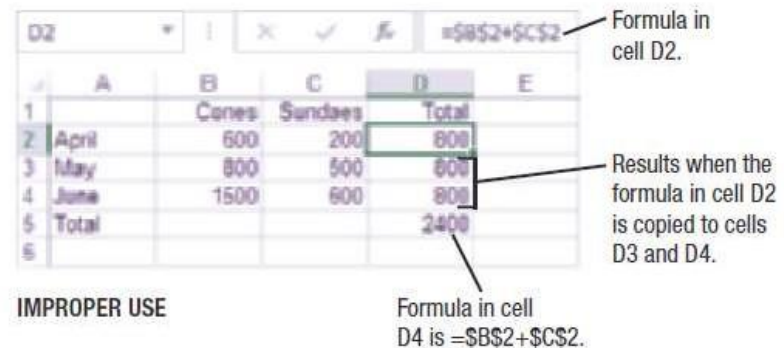 D2 =$B$2+$C$2
Formula in
cell D2.
A B C D E
1 Cones Sundaes Total
2 April 600 200 800
3 May 800 500 800
4 June 1500 600 800
5 Total 2400
6
Results when the
formula in cell D2
is copied to cells
D3 and D4.
IMPROPER USE
Formula in cell
D4 is =$B$2+$C$2.